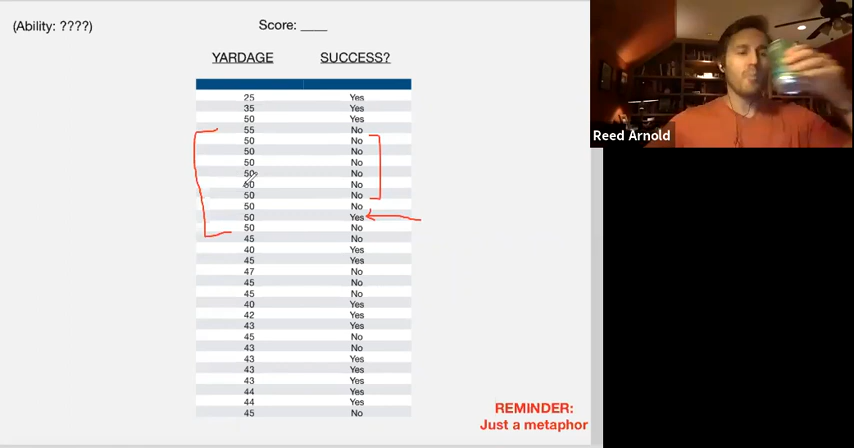 (Ability: ????)
Score: ____
YARDAGE SUCCESS?
25 Yes
35 Yes
50 Yes
55 No
50 No
50 No
50 No
50 No
50 No
50 No
50 No
50 Yes
50 No
45 No
40 Yes
45 Yes
47 No
45 No
45 No
40 Yes
42 Yes
43 Yes
45 No
43 No
43 Yes
43 Yes
43 Yes
44 Yes
44 Yes
45 No
REMINDER:
Just a metaphor
Reed Arnold